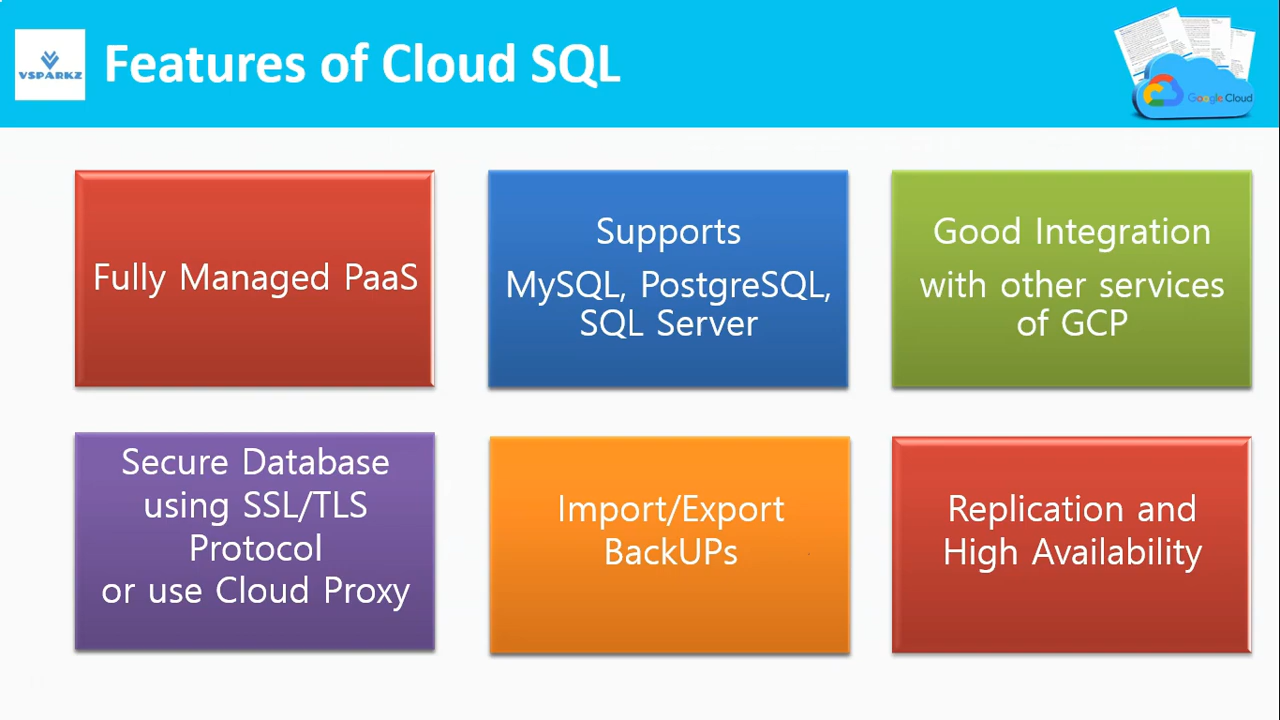 VSPARKZ
Features of Cloud SQL
Google Cloud
Fully Managed PaaS
Supports
MySQL, PostgreSQL,
SQL Server
Good Integration
with other services
of GCP
Secure Database
using SSL/TLS
Protocol
or use Cloud Proxy
Import/Export
BackUPs
Replication and
High Availability